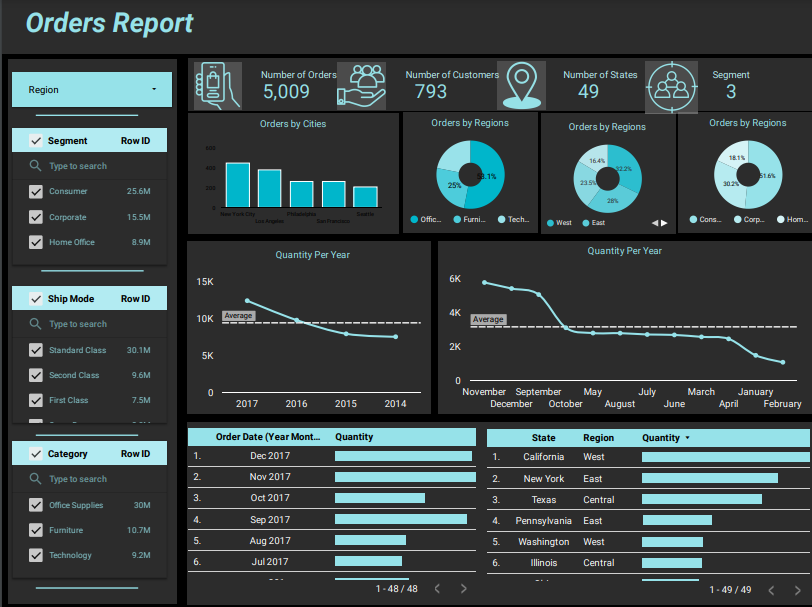 Orders Report
Region
Segment Row ID
Type to search
Consumer 25.6M
Corporate 15.5M
Home Office 8.9M
Ship Mode Row ID
Type to search
Standard Class 30.1M
Second Class 9.6M
First Class 7.5M
Category Row ID
Type to search
Office Supplies 30M
Furniture 10.7M
Technology 9.2M
Number of Orders
5,009
Number of Customers
793
Number of States
49
Segment
3
Orders by Cities
600
400
200
0
New York City
Los Angeles
Philadelphia
San Francisco
Seattle
Orders by Regions
25%
Offic...
Furni...
Tech...
Orders by Regions
16.4%
32.2%
23.5%
28%
West
East
Orders by Regions
18.1%
51.6%
30.2%
Cons...
Corp...
Hom...
Quantity Per Year
15K
10K
5K
0
Average
2017 2016 2015 2014
Quantity Per Year
6K
4K
2K
0
Average
November September May July March January
December October August June April February
Order Date (Year Mont... Quantity
1. Dec 2017
2. Nov 2017
3. Oct 2017
4. Sep 2017
5. Aug 2017
6. Jul 2017
1 - 48 / 48
State Region Quantity
1. California West
2. New York East
3. Texas Central
4. Pennsylvania East
5. Washington West
6. Illinois Central
1 - 49 / 49